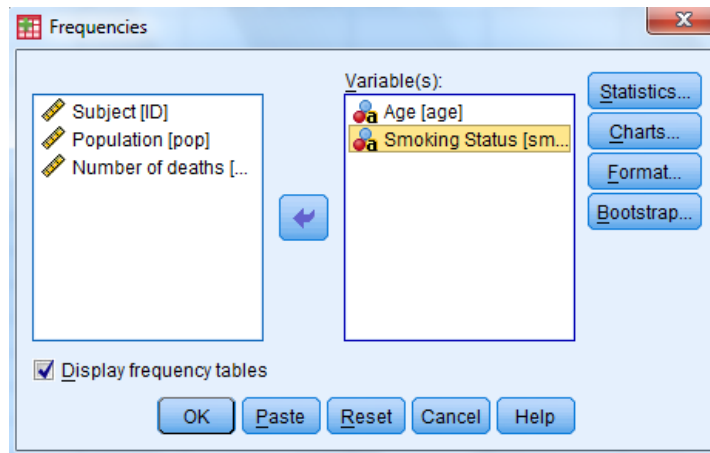 Frequencies
X
Variable(s):
Subject [ID]
Population [pop]
Number of deaths [...
Age [age]
Smoking Status [sm...
Statistics...
Charts...
Format...
Bootstrap...
Display frequency tables
OK Paste Reset Cancel Help